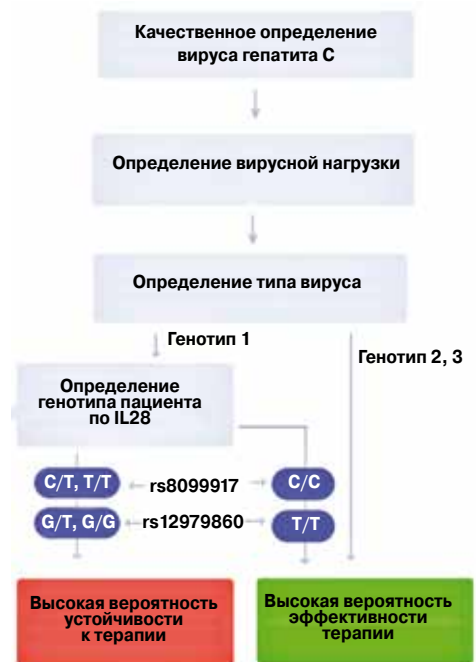 Качественное определение
вируса гепатита С
Определение вирусной нагрузки
Определение типа вируса
Генотип 1
Генотип 2, 3
Определение
генотипа пациента
по IL28
C/T, T/T
rs8099917
C/C
G/T, G/G
rs12979860
T/T
Высокая вероятность
устойчивости
к терапии
Высокая вероятность
эффективности
терапии